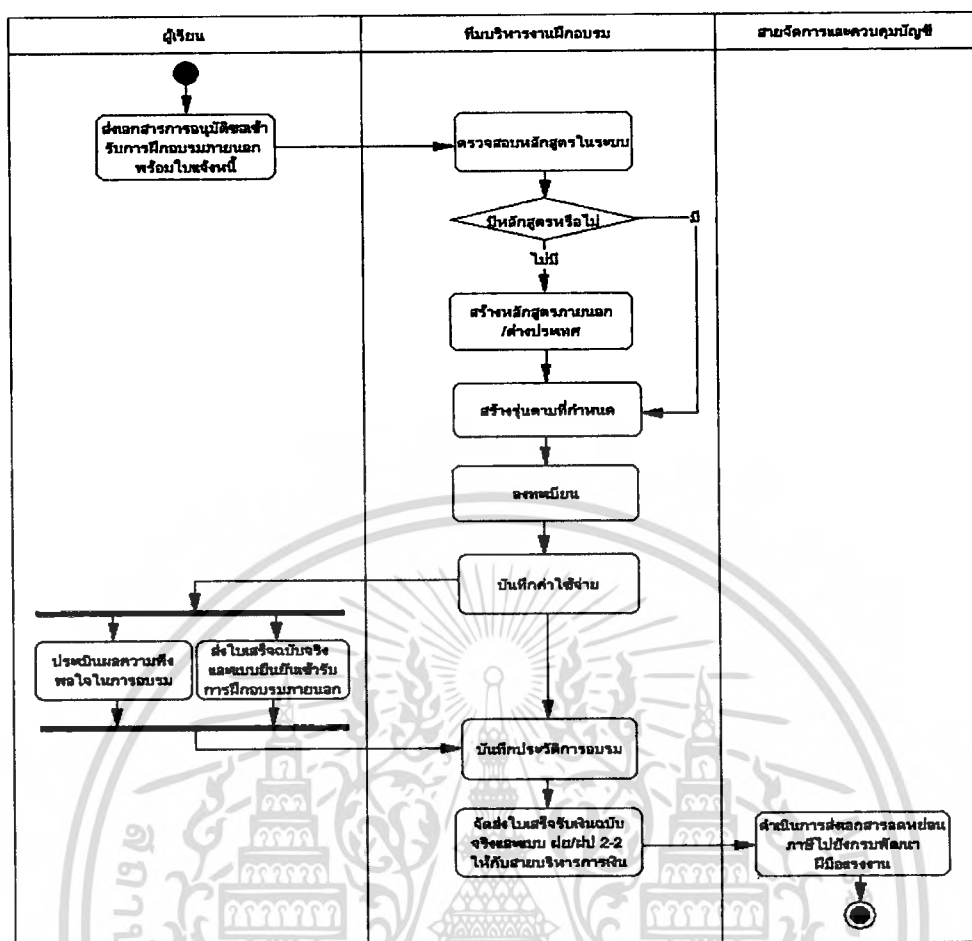 ผู้เรียน
ทีมบริหารงานฝึกอบรม
สายจัดการและควบคุมบัญชี
ส่งเอกสารการอนุมัติขอเข้า
รับการฝึกอบรมภายนอก
พร้อมใบแจ้งหนี้
ตรวจสอบหลักสูตรในระบบ
มีหลักสูตรหรือไม่
มี
ไม่มี
สร้างหลักสูตรภายนอก
/ต่างประเทศ
สร้างรุ่นตามที่กำหนด
ลงทะเบียน
บันทึกค่าใช้จ่าย
ประเมินผลความพึง
พอใจในการอบรม
ส่งใบเสร็จฉบับจริง
และแบบยืนยันเข้ารับ
การฝึกอบรมภายนอก
บันทึกประวัติการอบรม
จัดส่งใบเสร็จรับเงินฉบับ
จริงและแบบ ฝย/ฝป 2-2
ให้กับสายบริหารการเงิน
ดำเนินการส่งเอกสารลดหย่อน
ภาษีไปยังกรมพัฒนา
ฝีมือแรงงาน